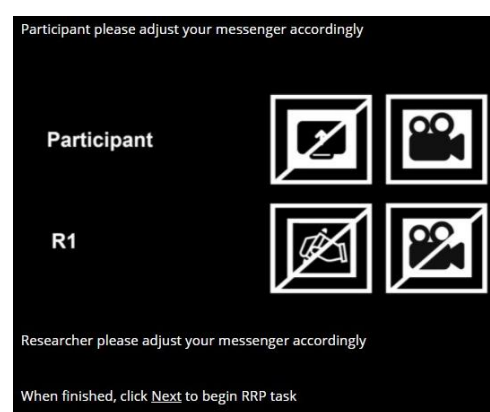 Participant please adjust your messenger accordingly
Participant
R1
Researcher please adjust your messenger accordingly
When finished, click Next to begin RRP task